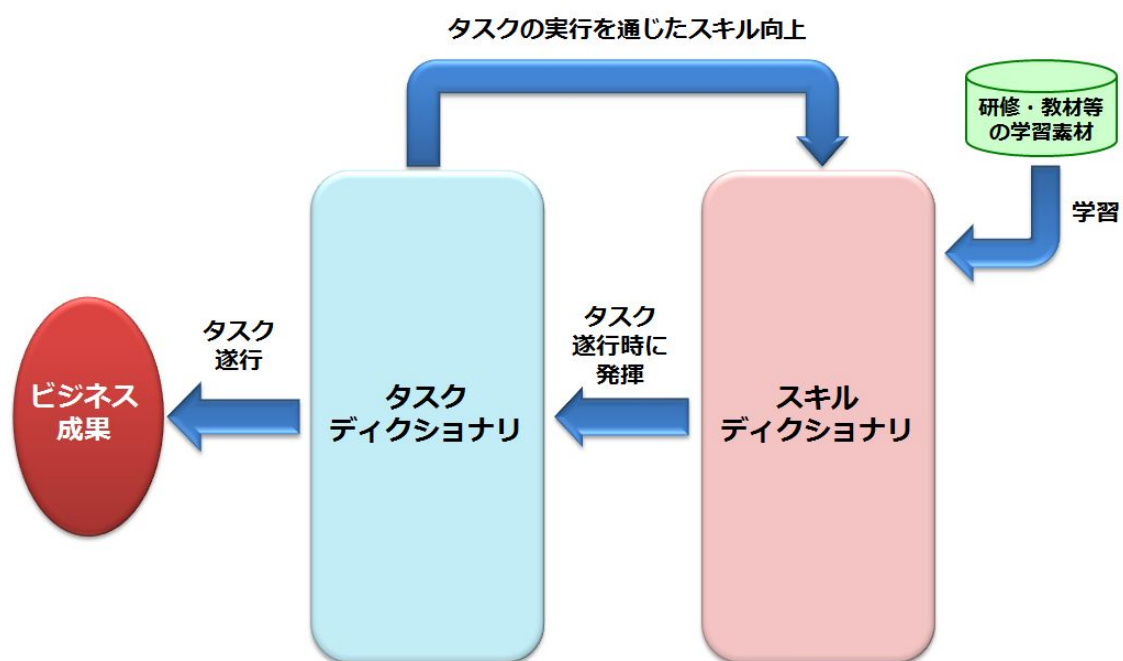 タスクの実行を通じたスキル向上
研修・教材等
の学習素材
学習
タスク
遂行
タスク
遂行時に
発揮
ビジネス
成果
タスク
ディクショナリ
スキル
ディクショナリ